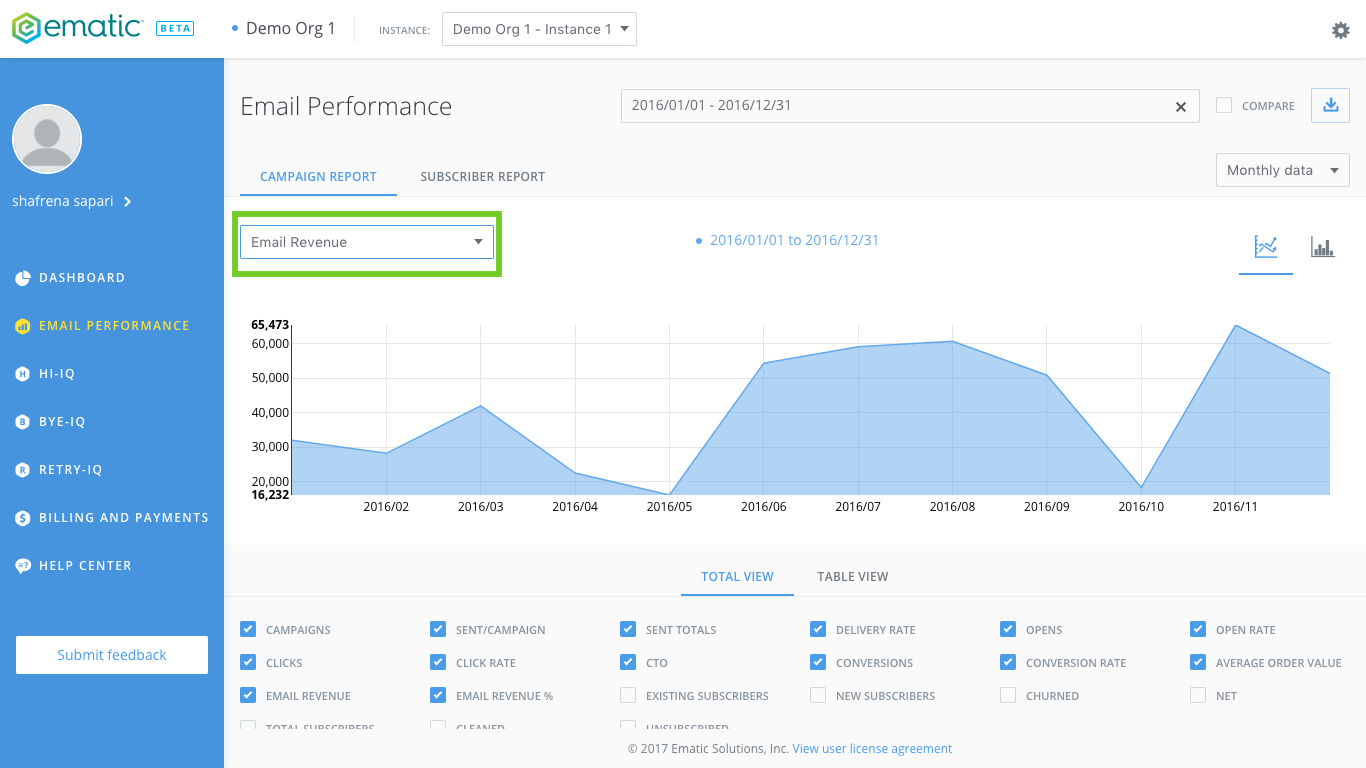 ematic BETA Demo Org 1 INSTANCE: Demo Org 1 - Instance 1
shafrena sapari
DASHBOARD
EMAIL PERFORMANCE
HI-IQ
BYE-IQ
RETRY-IQ
BILLING AND PAYMENTS
HELP CENTER
Submit feedback
Email Performance 2016/01/01 - 2016/12/31 COMPARE
CAMPAIGN REPORT SUBSCRIBER REPORT Monthly data
Email Revenue 2016/01/01 to 2016/12/31
65,473
60,000
50,000
40,000
30,000
20,000
16,232
2016/02 2016/03 2016/04 2016/05 2016/06 2016/07 2016/08 2016/09 2016/10 2016/11
TOTAL VIEW TABLE VIEW
CAMPAIGNS SENT/CAMPAIGN SENT TOTALS DELIVERY RATE OPENS OPEN RATE
CLICKS CLICK RATE CTO CONVERSIONS CONVERSION RATE AVERAGE ORDER VALUE
EMAIL REVENUE EMAIL REVENUE % EXISTING SUBSCRIBERS NEW SUBSCRIBERS CHURNED NET
TOTAL SUBSCRIBERS CLEANED UNSUBSCRIBED
© 2017 Ematic Solutions, Inc. View user license agreement